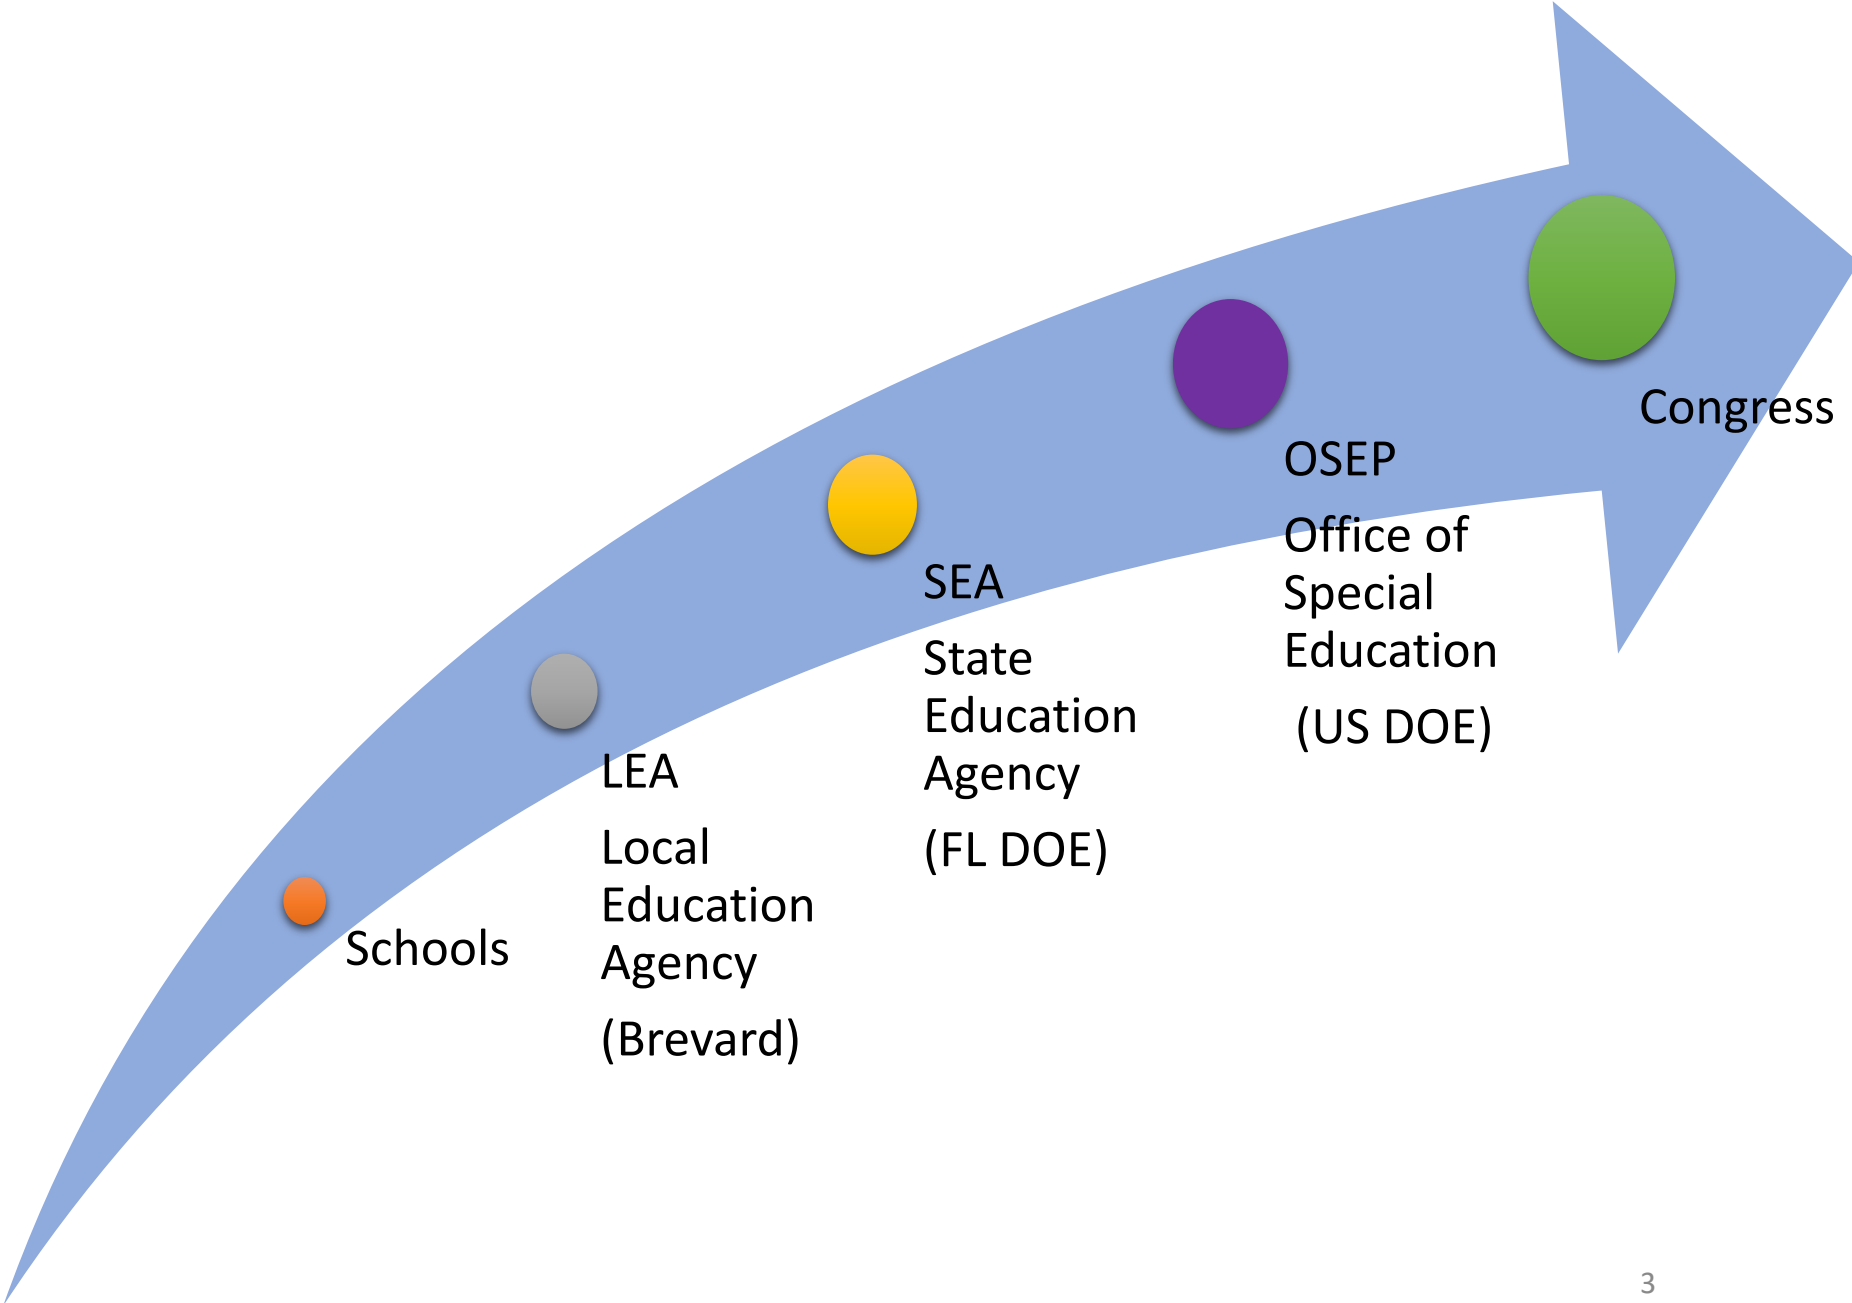 Schools
LEA
Local
Education
Agency
(Brevard)
SEA
State
Education
Agency
(FL DOE)
OSEP
Office of
Special
Education
(US DOE)
Congress
3